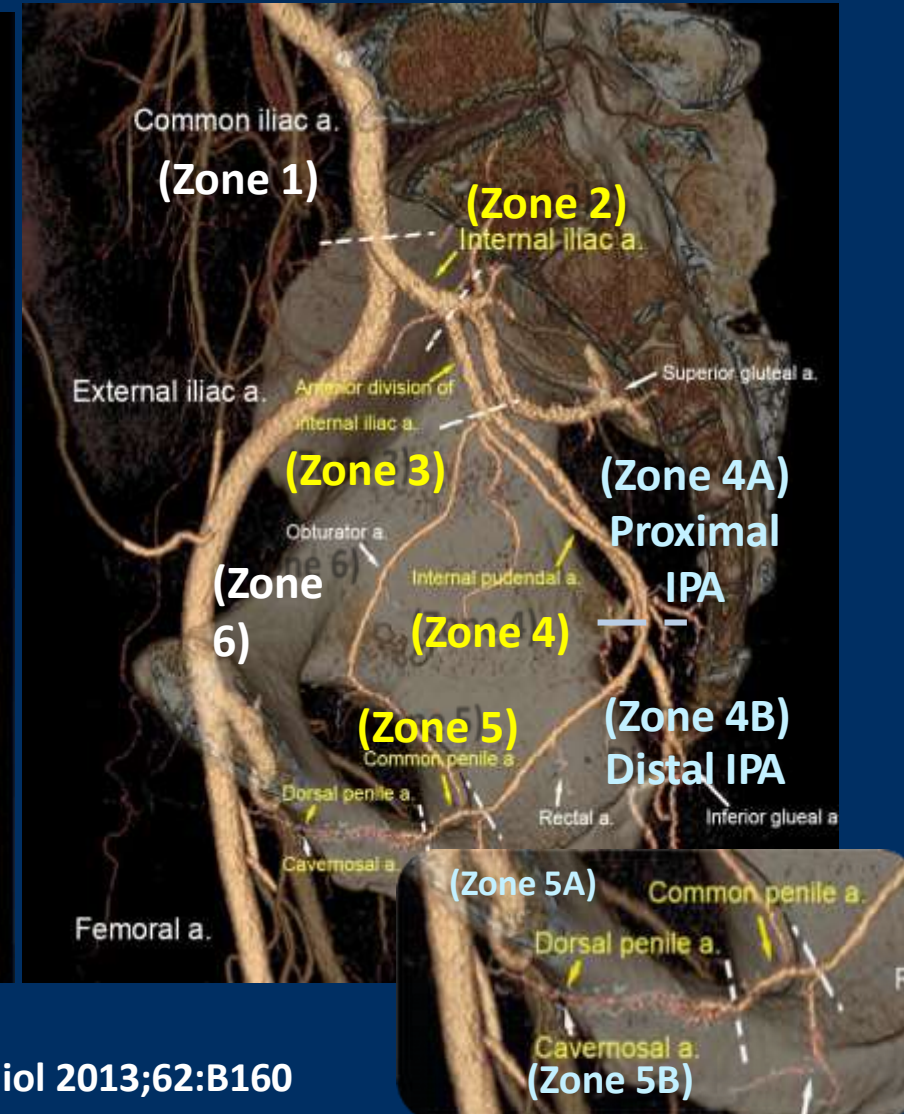 Common iliac a.
(Zone 1)
(Zone 2)
Internal iliac a.
External iliac a.
Anterior division of
internal iliac a.
Superior gluteal a.
(Zone 3)
(Zone 4A)
Proximal
IPA
Obturator a.
(Zone
6)
Internal pudendal a.
(Zone 4)
(Zone 5)
Common penile a.
(Zone 4B)
Distal IPA
Dorsal penile a.
Rectal a.
Inferior glueal a
Cavernosal a.
Femoral a.
(Zone 5A)
Common penile a.
Dorsal penile a.
Cavernosal a.
(Zone 5B)
iol 2013;62:B160